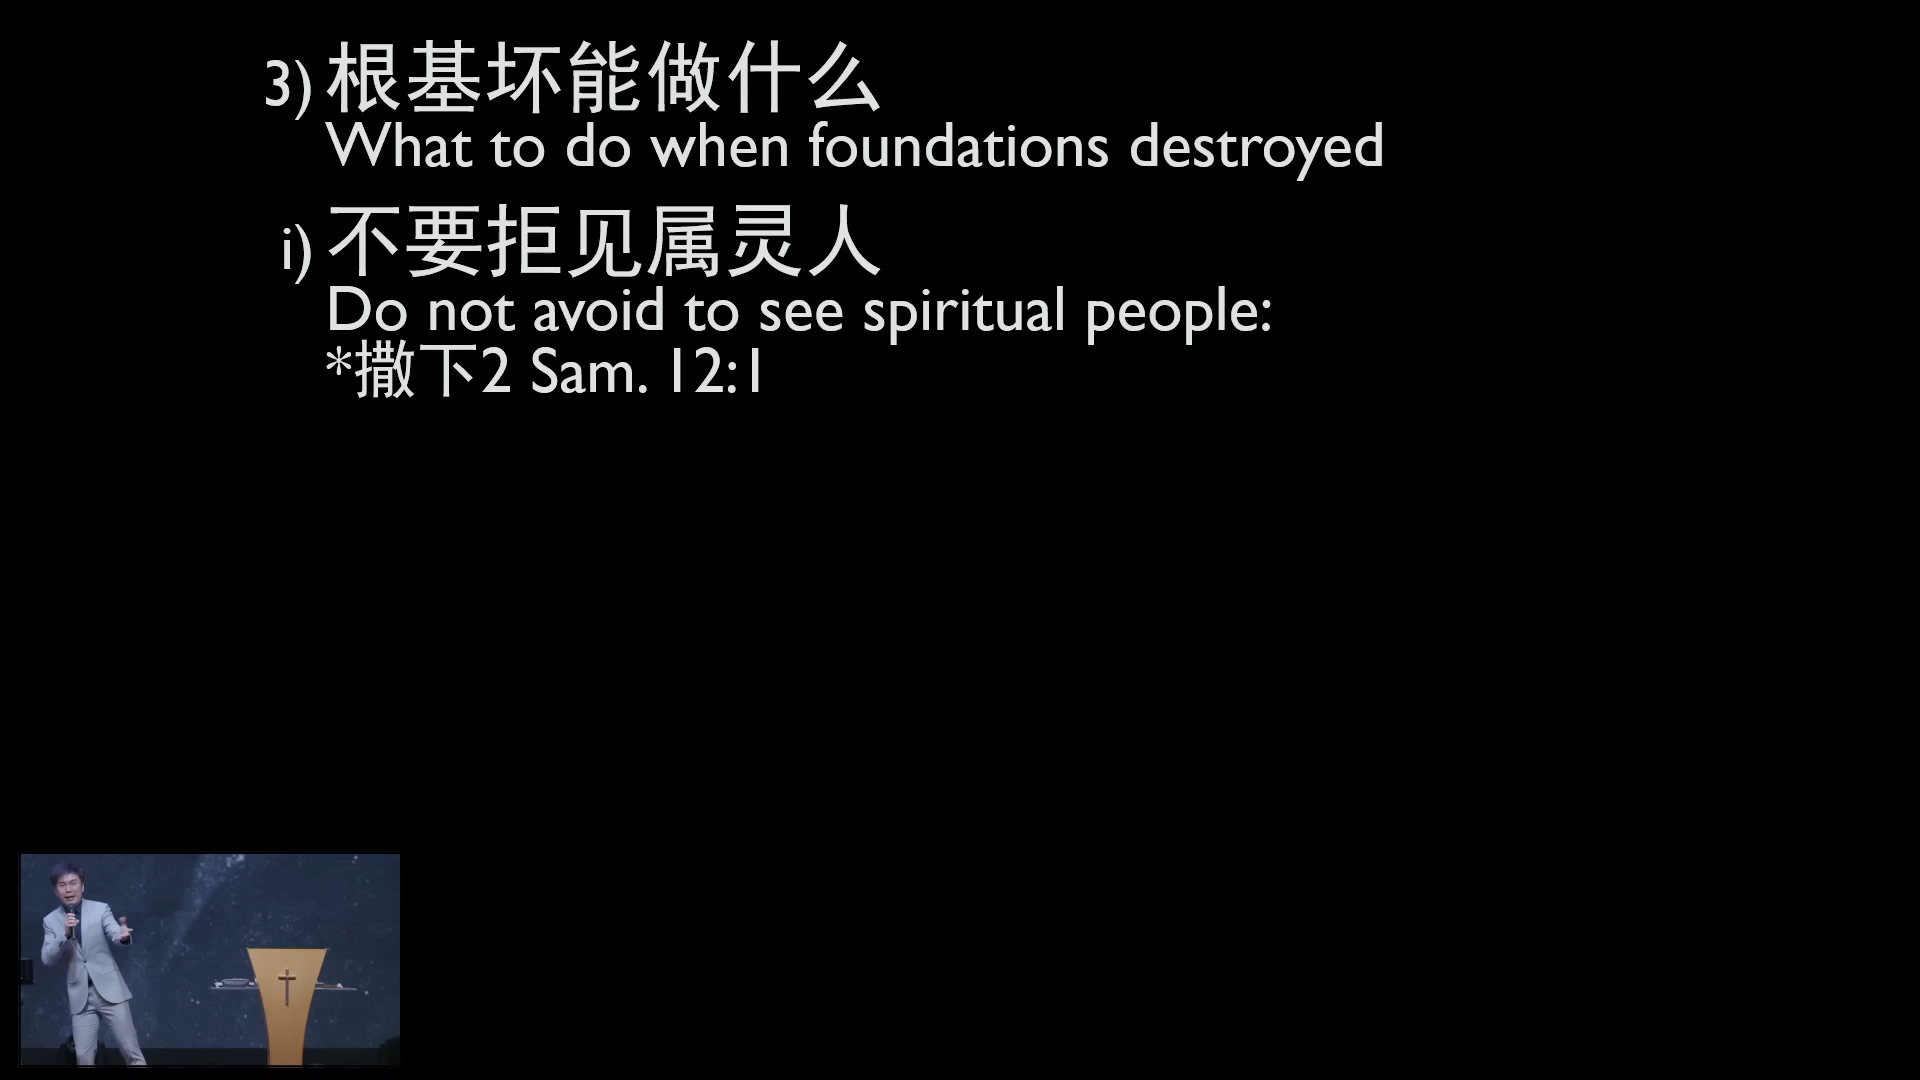 3) 根基坏能做什么
What to do when foundations destroyed
i) 不要拒见属灵人
Do not avoid to see spiritual people:
*撒下2 Sam. 12:1